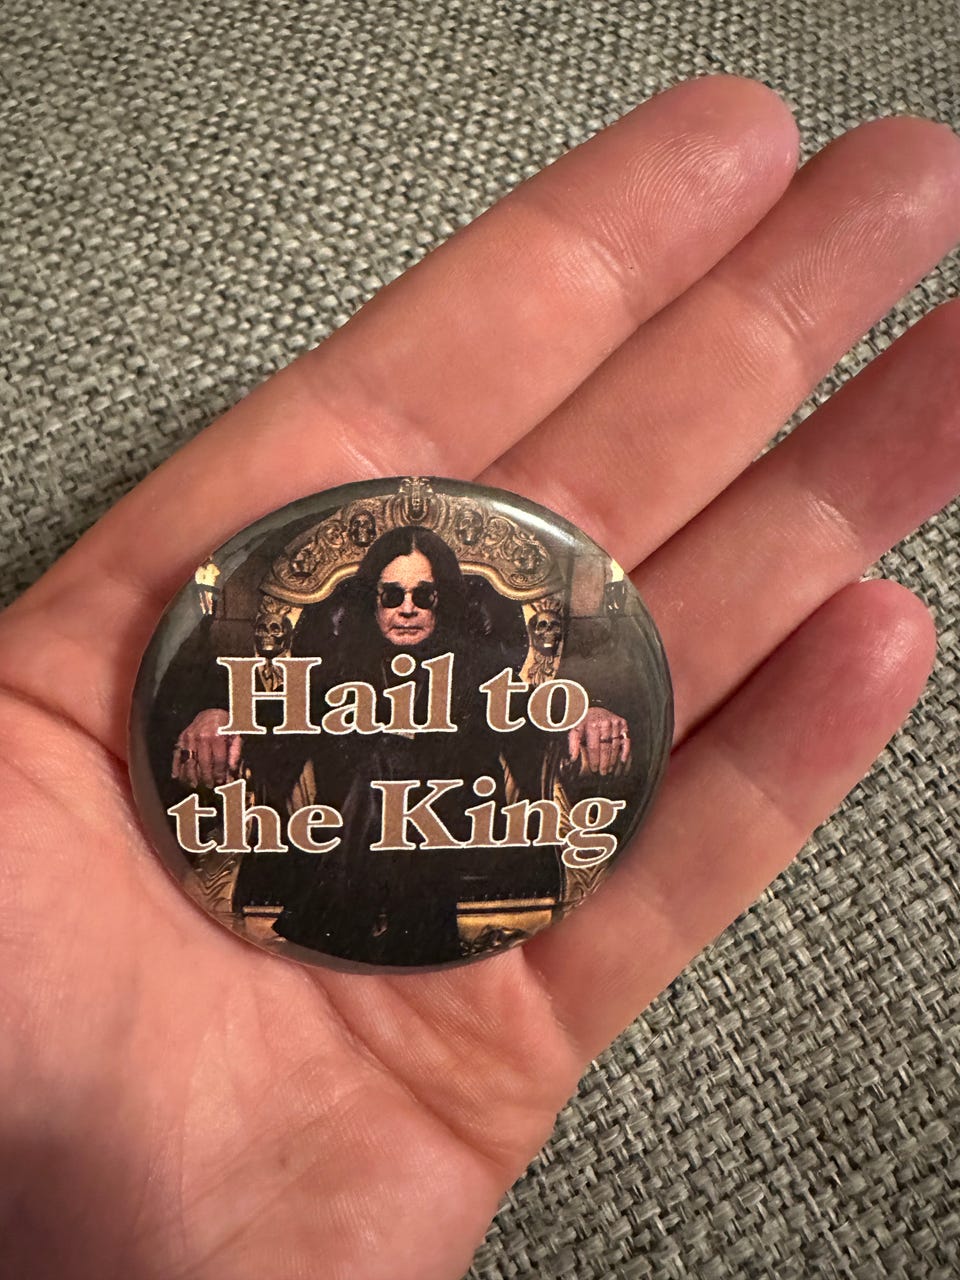 Hail to
the King